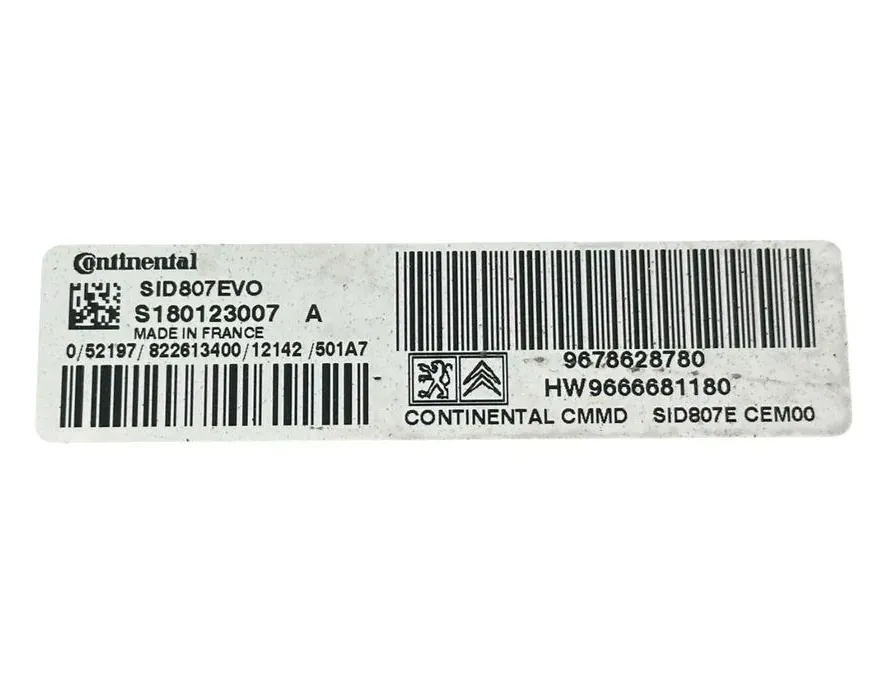 Continental
SID807EVO
S180123007 A
MADE IN FRANCE
0/52197/822613400/12142/501A7
9678628780
HW9666681180
CONTINENTAL CMMD SID807E CEM00